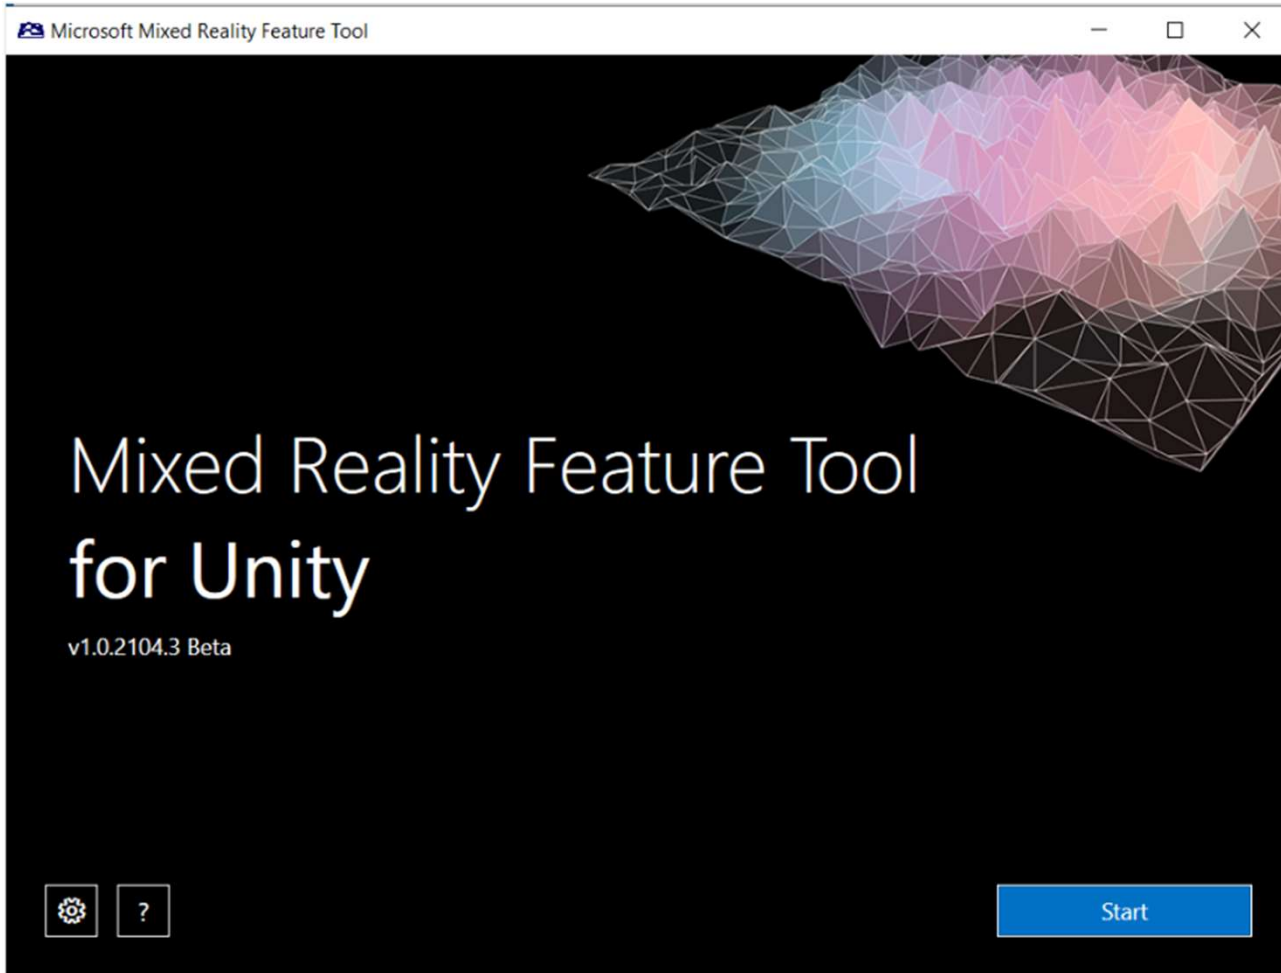 Microsoft Mixed Reality Feature Tool
Mixed Reality Feature Tool
for Unity
v1.0.2104.3 Beta
?
Start